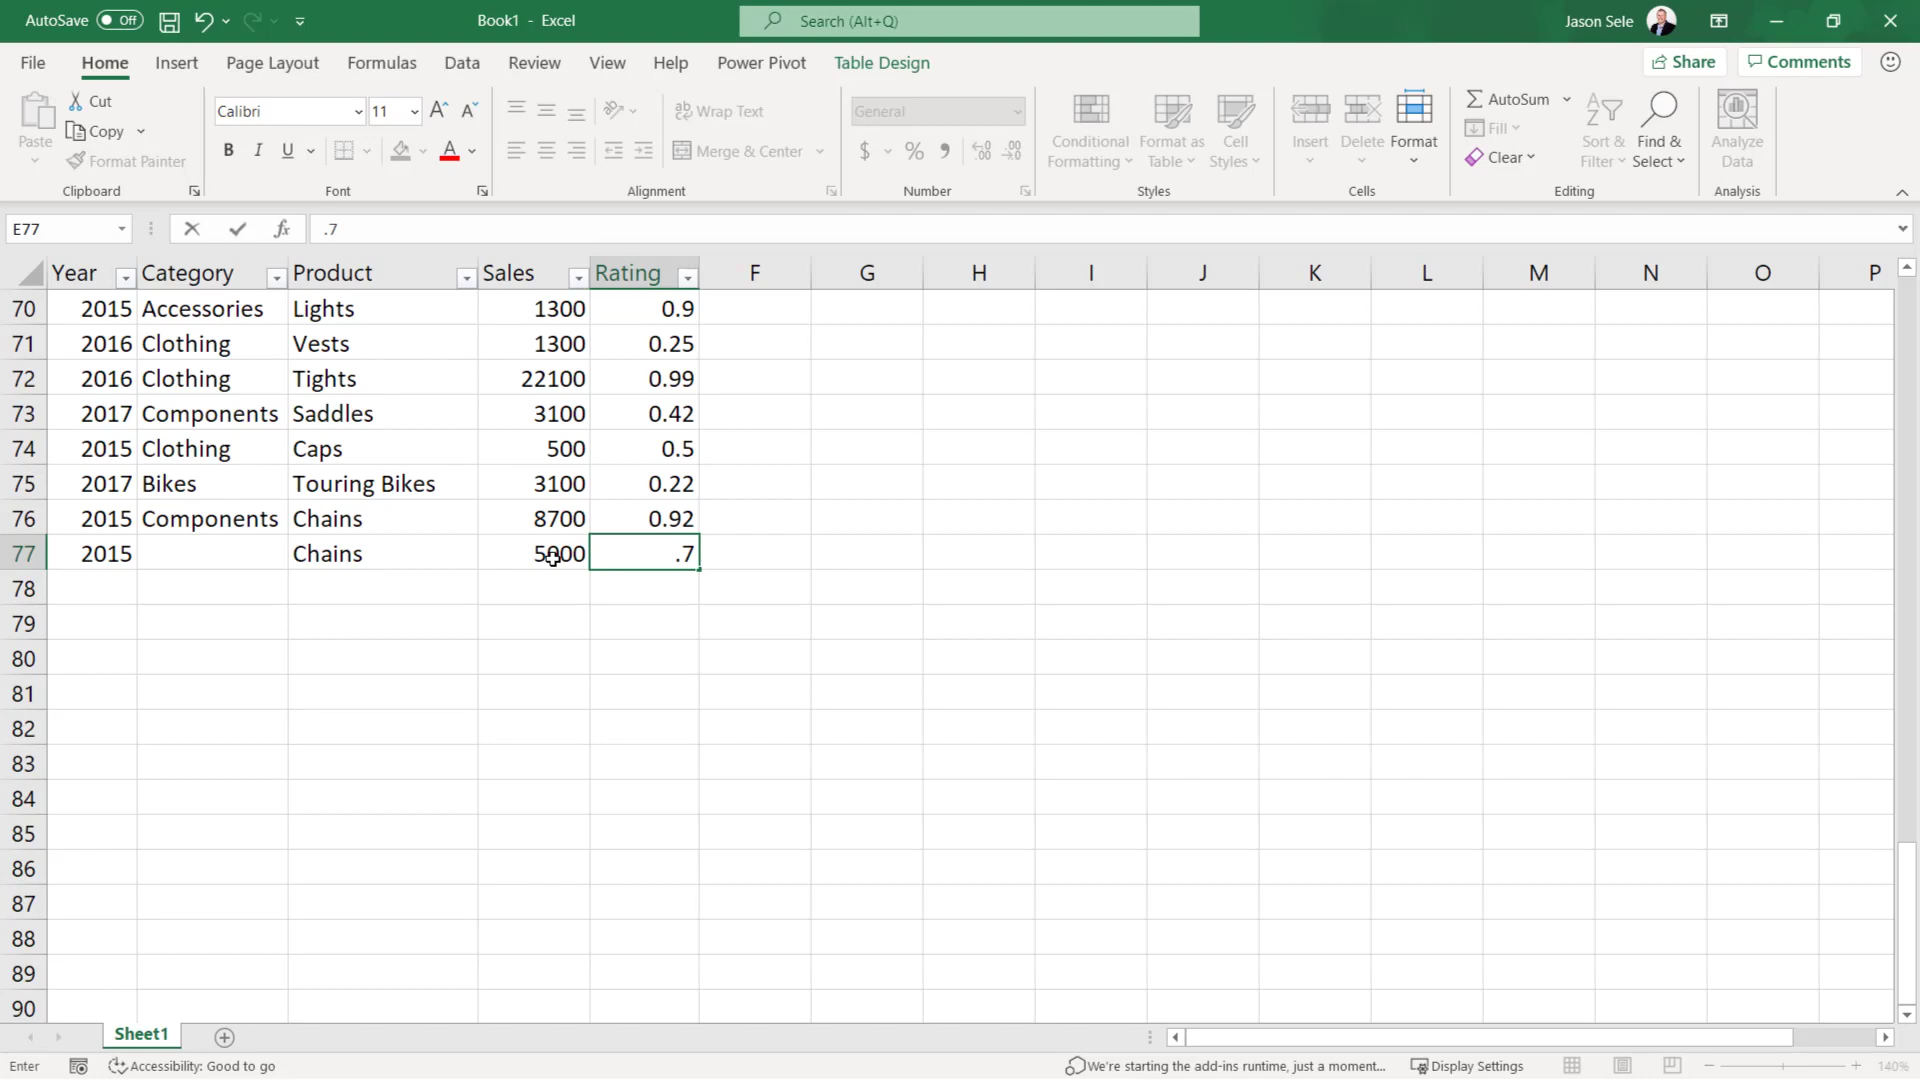 AutoSave Off
Book1 - Excel
Search (Alt+Q)
Jason Sele
File Home Insert Page Layout Formulas Data Review View Help Power Pivot Table Design
Share Comments
Paste
Cut
Copy
Format Painter
Clipboard
Calibri 11
B I U
Font
Wrap Text
Merge & Center
Alignment
General
$ % ,
Number
Conditional Formatting
Format as Table
Cell Styles
Styles
Insert Delete Format
Cells
AutoSum
Fill
Clear
Sort & Filter
Find & Select
Editing
Analyze Data
Analysis
E77 fx .7
Year Category Product Sales Rating F G H I J K L M N O P
70 2015 Accessories Lights 1300 0.9
71 2016 Clothing Vests 1300 0.25
72 2016 Clothing Tights 22100 0.99
73 2017 Components Saddles 3100 0.42
74 2015 Clothing Caps 500 0.5
75 2017 Bikes Touring Bikes 3100 0.22
76 2015 Components Chains 8700 0.92
77 2015 Chains 5000 .7
78
79
80
81
82
83
84
85
86
87
88
89
90
Sheet1
Enter Accessibility: Good to go We're starting the add-ins runtime, just a moment... Display Settings 140%